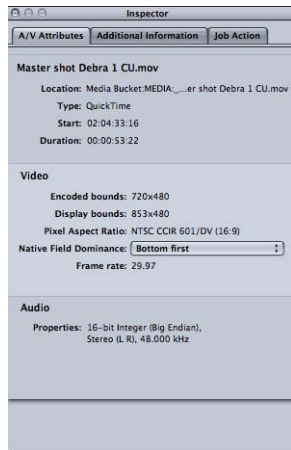 Inspector
A/V Attributes Additional Information Job Action
Master shot Debra 1 CU.mov
Location: Media Bucket:MEDIA:_...er shot Debra 1 CU.mov
Type: QuickTime
Start: 02:04:33:16
Duration: 00:00:53:22
Video
Encoded bounds: 720x480
Display bounds: 853x480
Pixel Aspect Ratio: NTSC CCIR 601/DV (16:9)
Native Field Dominance: Bottom first
Frame rate: 29.97
Audio
Properties: 16-bit Integer (Big Endian),
Stereo (L R), 48.000 kHz